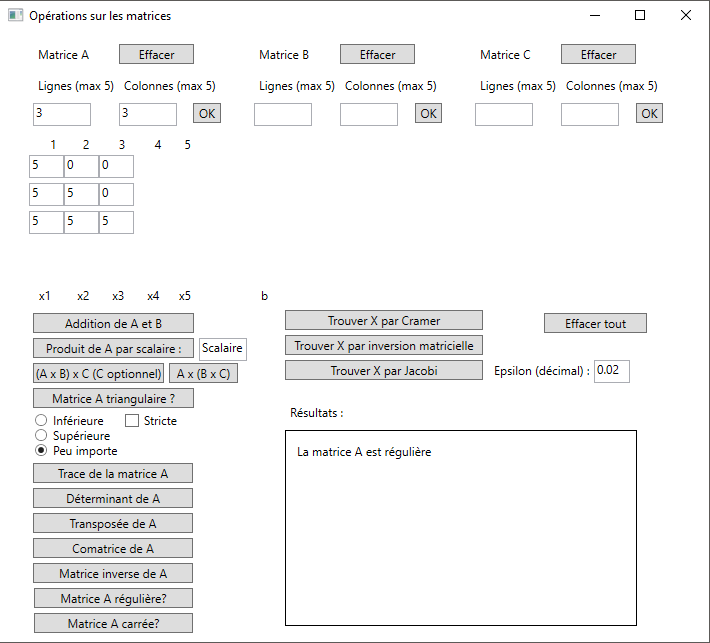 Opérations sur les matrices
Matrice A Effacer Matrice B Effacer Matrice C Effacer
Lignes (max 5) Colonnes (max 5) Lignes (max 5) Colonnes (max 5) Lignes (max 5) Colonnes (max 5)
3 3 OK OK OK
1 2 3 4 5
5 0 0
5 5 0
5 5 5
x1 x2 x3 x4 x5 b
Addition de A et B Trouver X par Cramer Effacer tout
Produit de A par scalaire : Scalaire Trouver X par inversion matricielle
(A x B) x C (C optionnel) A x (B x C) Trouver X par Jacobi Epsilon (décimal) : 0.02
Matrice A triangulaire ?
Inférieure Stricte Résultats :
Supérieure
Peu importe La matrice A est régulière
Trace de la matrice A
Déterminant de A
Transposée de A
Comatrice de A
Matrice inverse de A
Matrice A régulière?
Matrice A carrée?